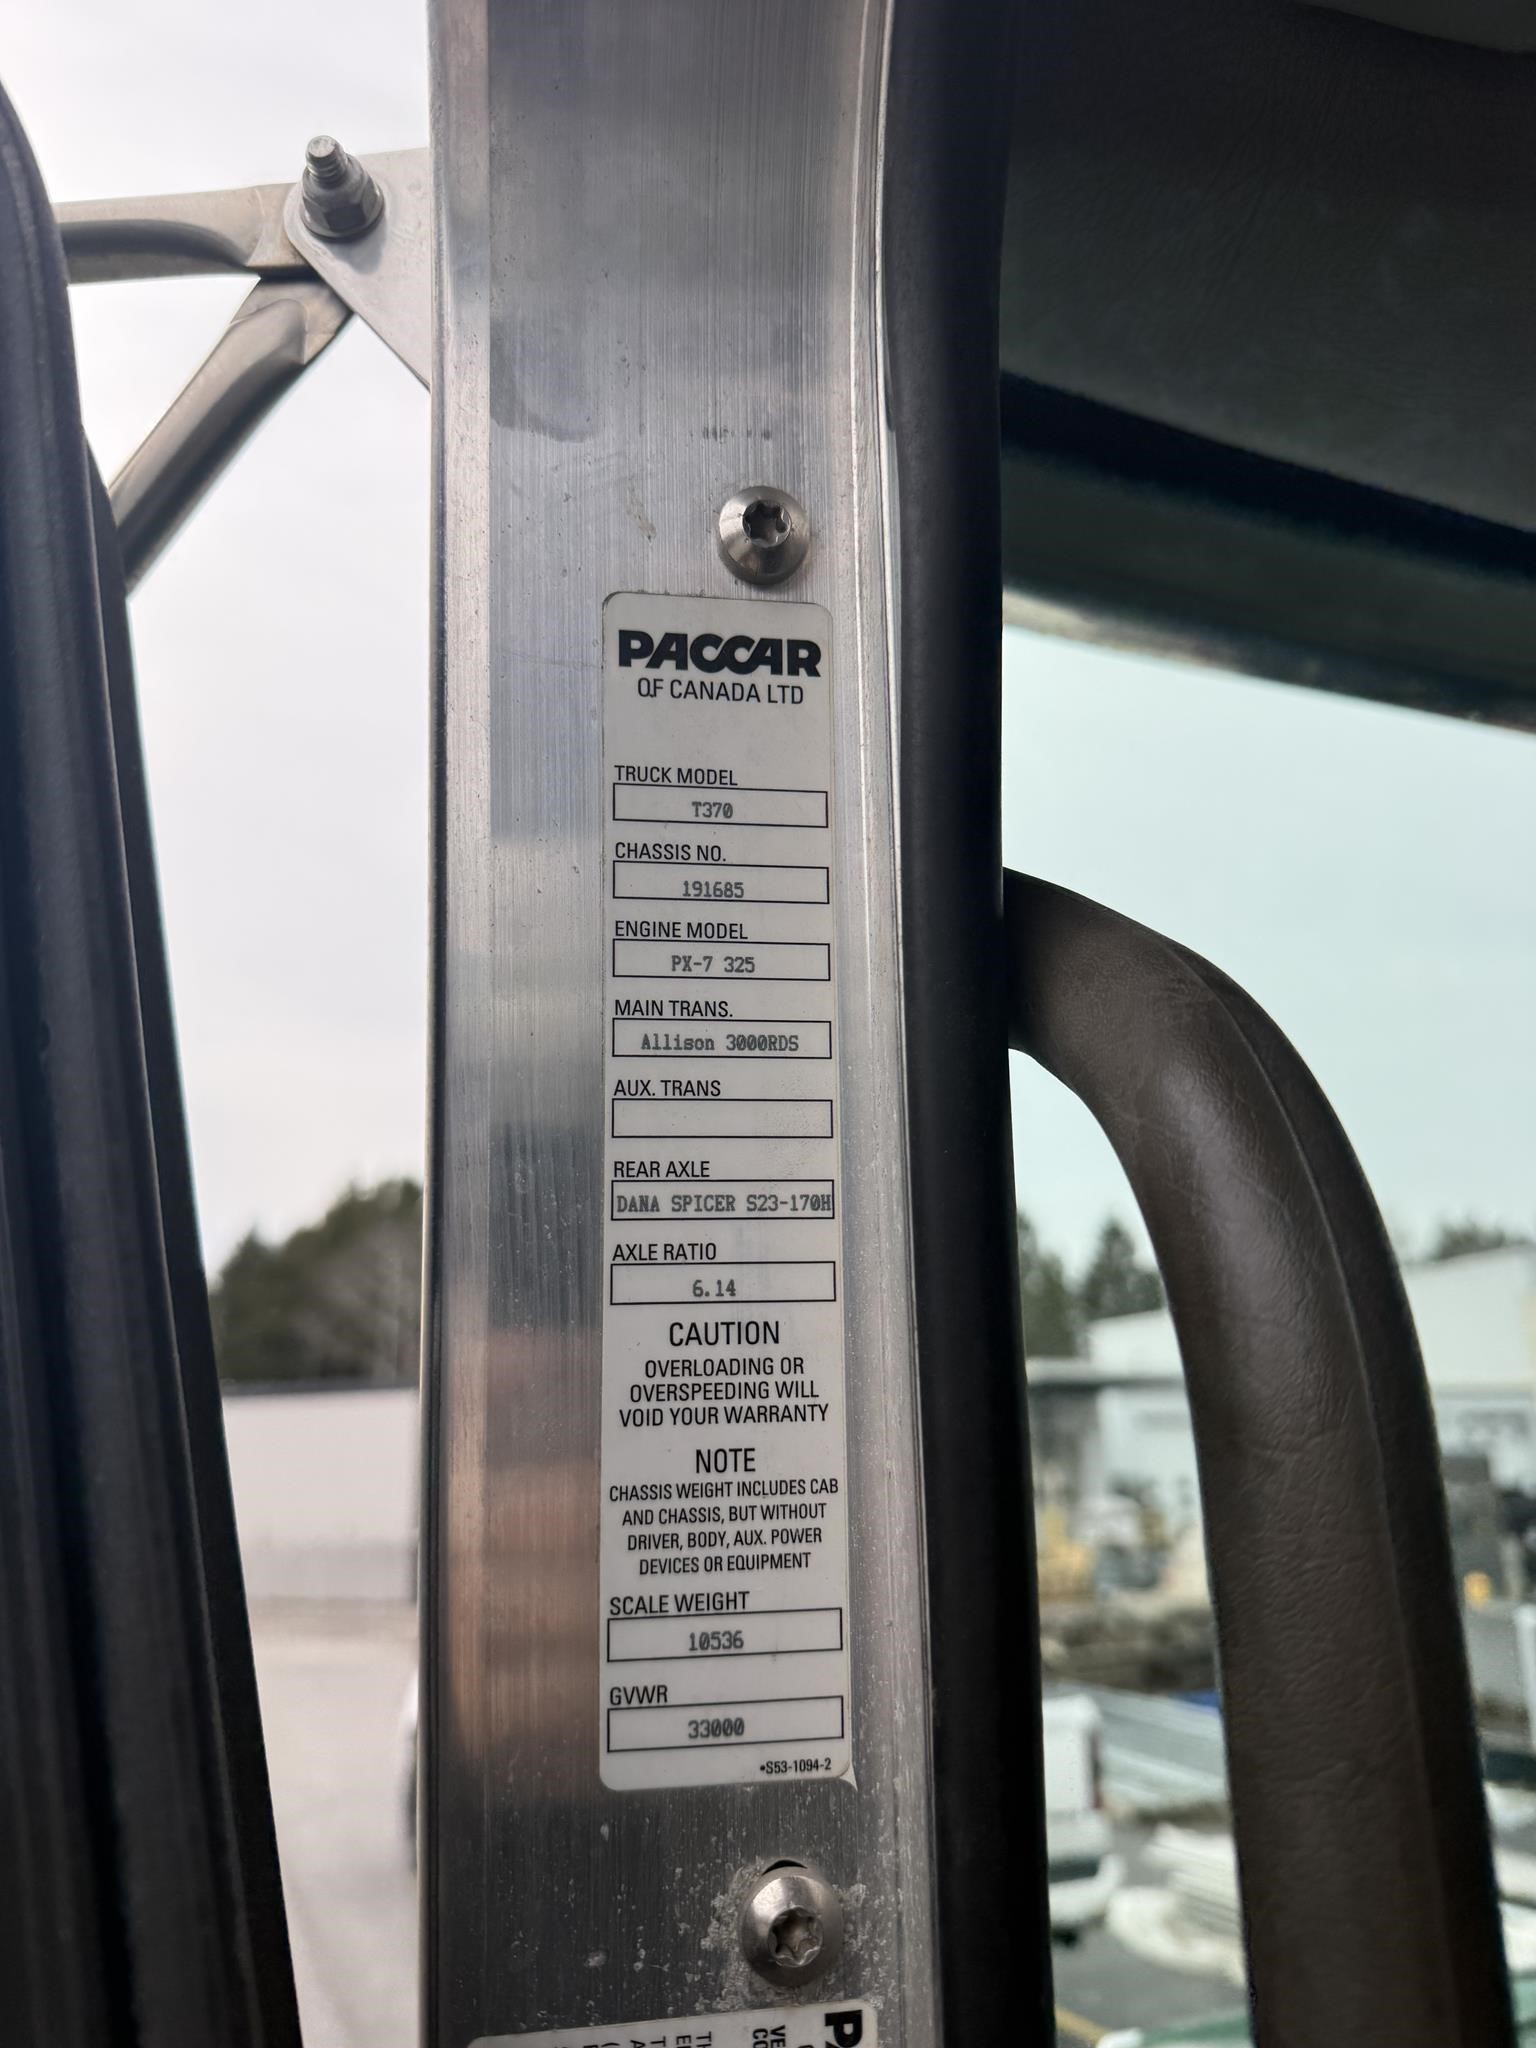 PACCAR
OF CANADA LTD
TRUCK MODEL
T370
CHASSIS NO.
191685
ENGINE MODEL
PX-7 325
MAIN TRANS.
Allison 3000RDS
AUX. TRANS
REAR AXLE
DANA SPICER S23-170H
AXLE RATIO
6.14
CAUTION
OVERLOADING OR
OVERSPEEDING WILL
VOID YOUR WARRANTY
NOTE
CHASSIS WEIGHT INCLUDES CAB
AND CHASSIS, BUT WITHOUT
DRIVER, BODY, AUX. POWER
DEVICES OR EQUIPMENT
SCALE WEIGHT
10536
GVWR
33000
•S53-1094-2